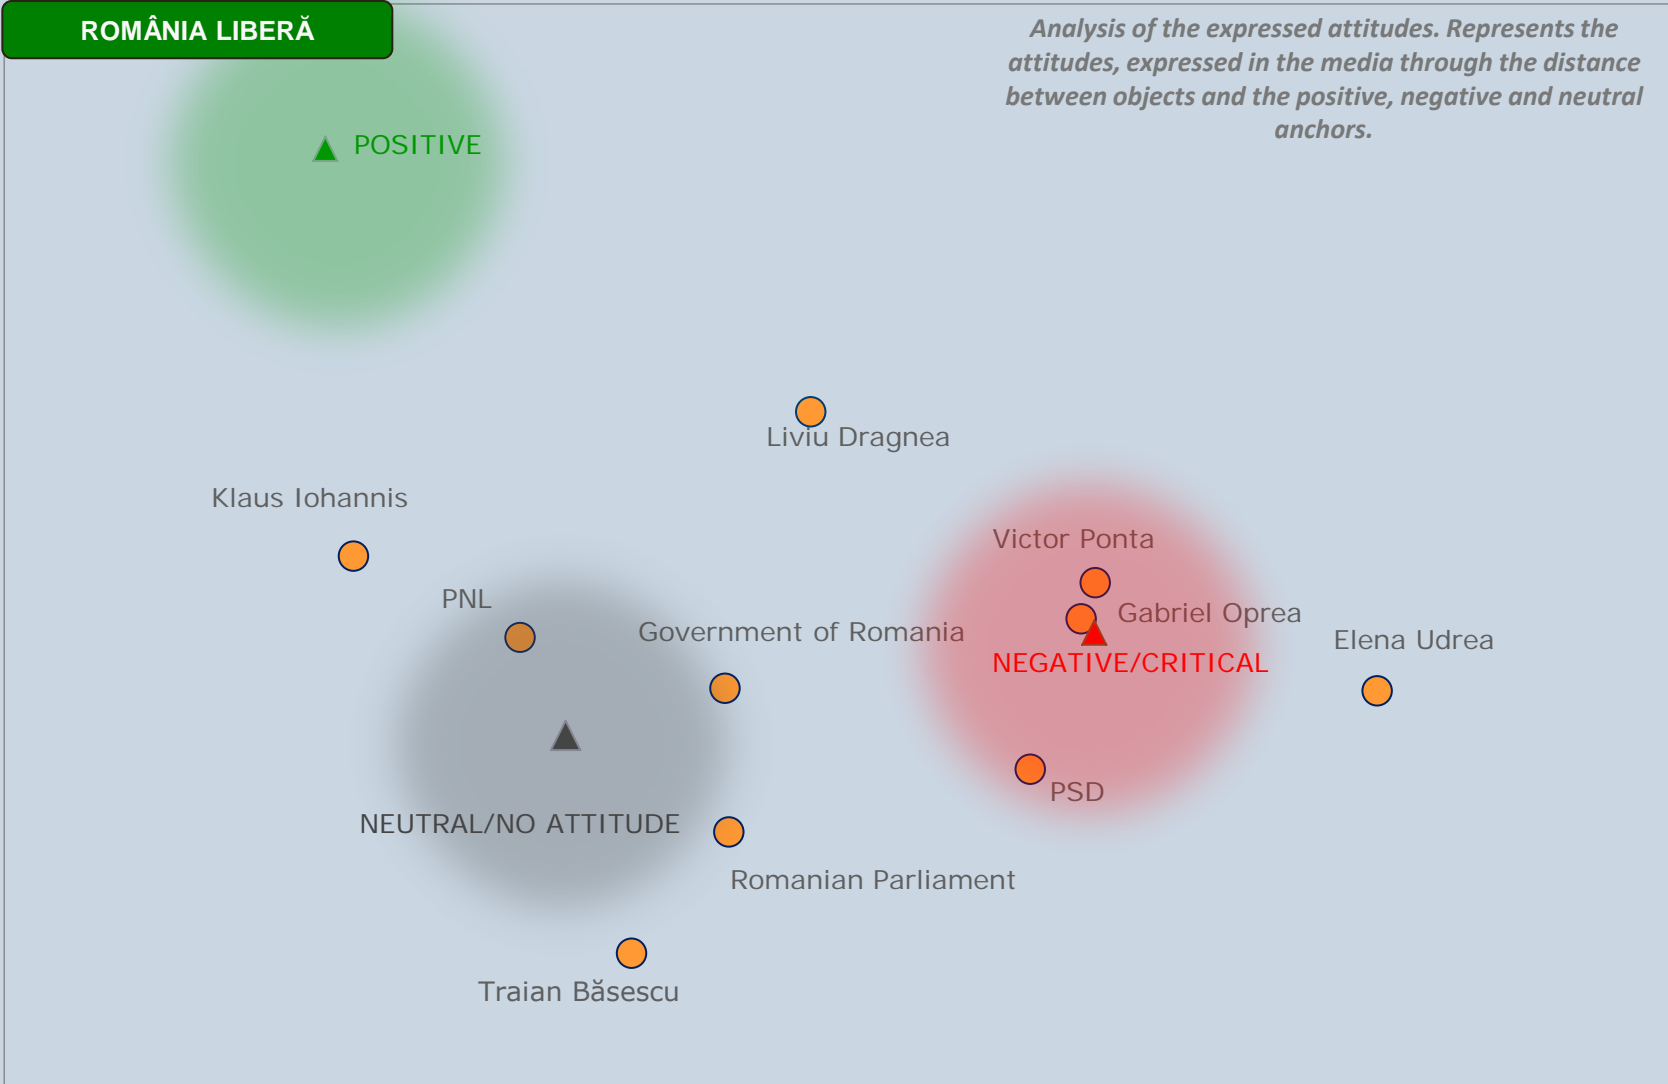 ROMÂNIA LIBERĂ
Analysis of the expressed attitudes. Represents the
attitudes, expressed in the media through the distance
between objects and the positive, negative and neutral
anchors.
POSITIVE
Liviu Dragnea
Klaus Iohannis
Victor Ponta
PNL
Gabriel Oprea
Government of Romania
Elena Udrea
NEGATIVE/CRITICAL
PSD
NEUTRAL/NO ATTITUDE
Romanian Parliament
Traian Băsescu